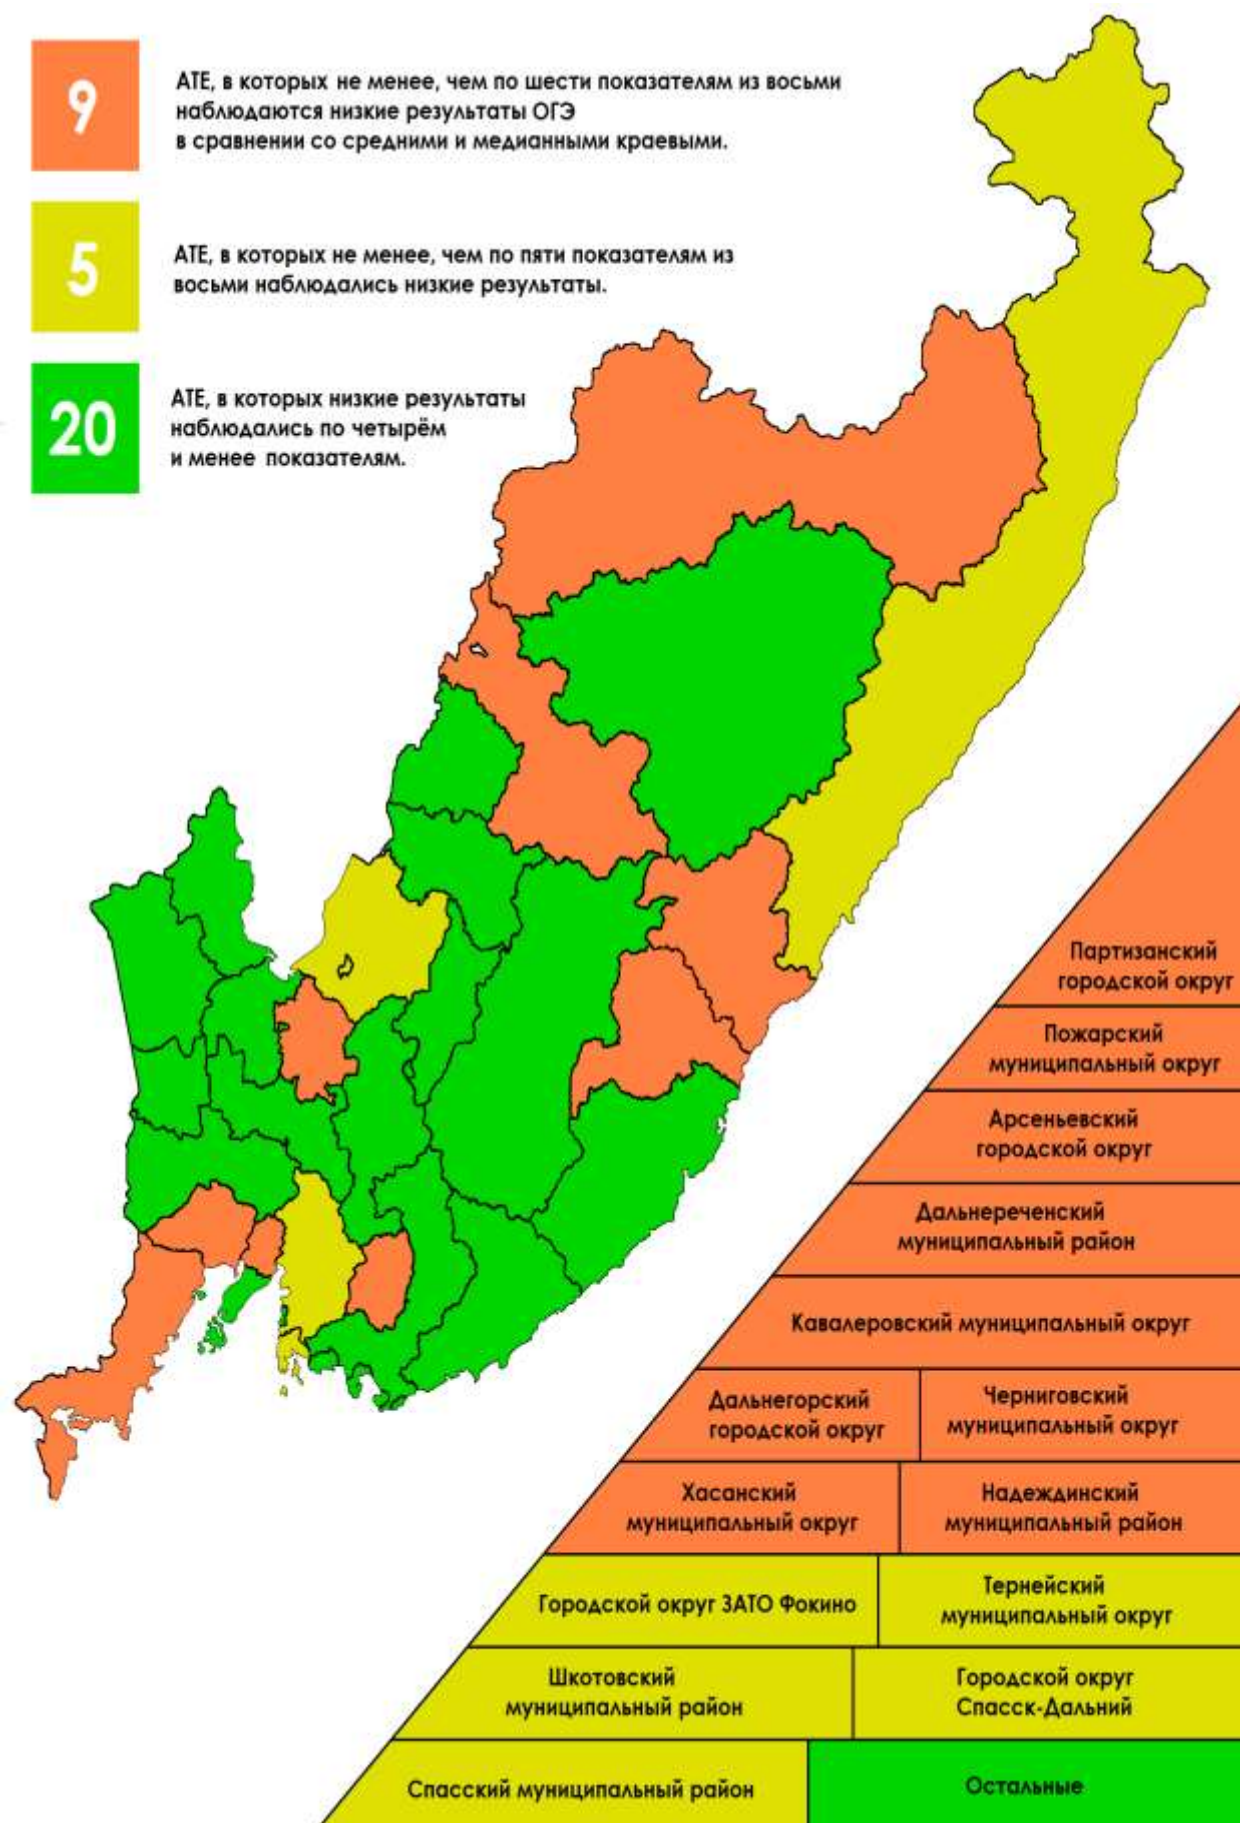 9
АТЕ, в которых не менее, чем по шести показателям из восьми
наблюдаются низкие результаты ОГЭ
в сравнении со средними и медианными краевыми.
5
АТЕ, в которых не менее, чем по пяти показателям из
восьми наблюдались низкие результаты.
20
АТЕ, в которых низкие результаты
наблюдались по четырём
и менее показателям.
Партизанский
городской округ
Пожарский
муниципальный округ
Арсеньевский
городской округ
Дальнереченский
муниципальный район
Кавалеровский муниципальный округ
Дальнегорский
городской округ
Черниговский
муниципальный округ
Хасанский
муниципальный округ
Надеждинский
муниципальный район
Городской округ ЗАТО Фокино
Тернейский
муниципальный округ
Шкотовский
муниципальный район
Городской округ
Спасск-Дальний
Спасский муниципальный район
Остальные